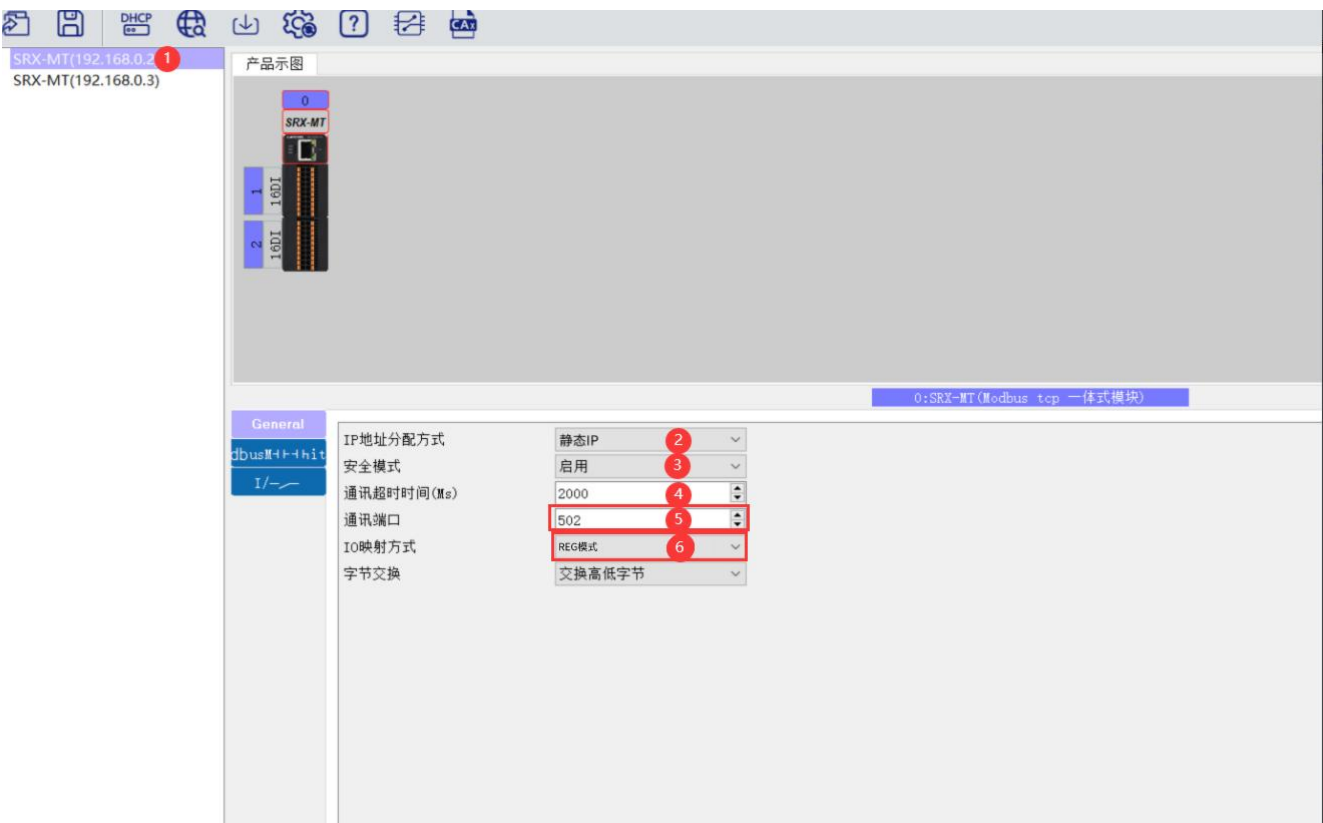 DHCP
CAx
SRX-MT(192.168.0.2 1
SRX-MT(192.168.0.3)
产品示图
0
SRX-MT
1 16DI
2 16DI
0:SRX-MT(Modbus tcp 一体式模块)
General
I/
IP地址分配方式 静态IP 2
安全模式 启用 3
通讯超时时间(Ms) 2000 4
通讯端口 502 5
IO映射方式 REG模式 6
字节交换 交换高低字节